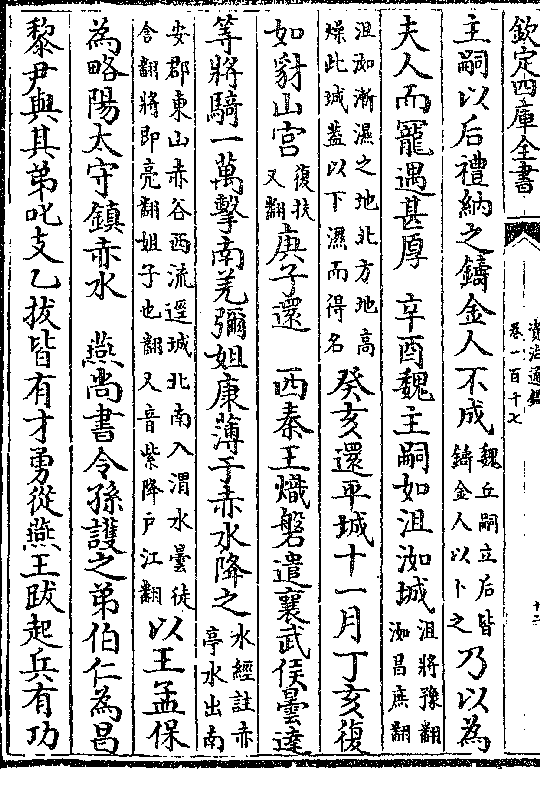 欽定四庫全書
資治通鑑
卷一百十七
主嗣以后禮納之鑄金人不成魏丘嗣立后皆鑄金人以卜之乃以為
夫人而寵遇甚厚 辛酉魏主嗣如沮洳城沮將豫翻洳昌庶翻
沮洳漸濕之地北方地高燥此城蓋以下濕而得名癸亥還平城十一月丁亥復
如豺山宮復扶又翻庚子還 西秦王熾磐遣襄武侯曇達
等將騎一萬擊南羌彌姐康薄于赤水降之水經註赤亭水出南
安郡東山赤谷西流逕城北南入渭水曇徒含翻將即亮翻姐子也翻又音紫降戶江翻以王孟保
為略陽太守鎮赤水 燕尚書令孫護之弟伯仁為昌
黎尹與其弟叱支乙拔皆有才勇從燕王跋起兵有功